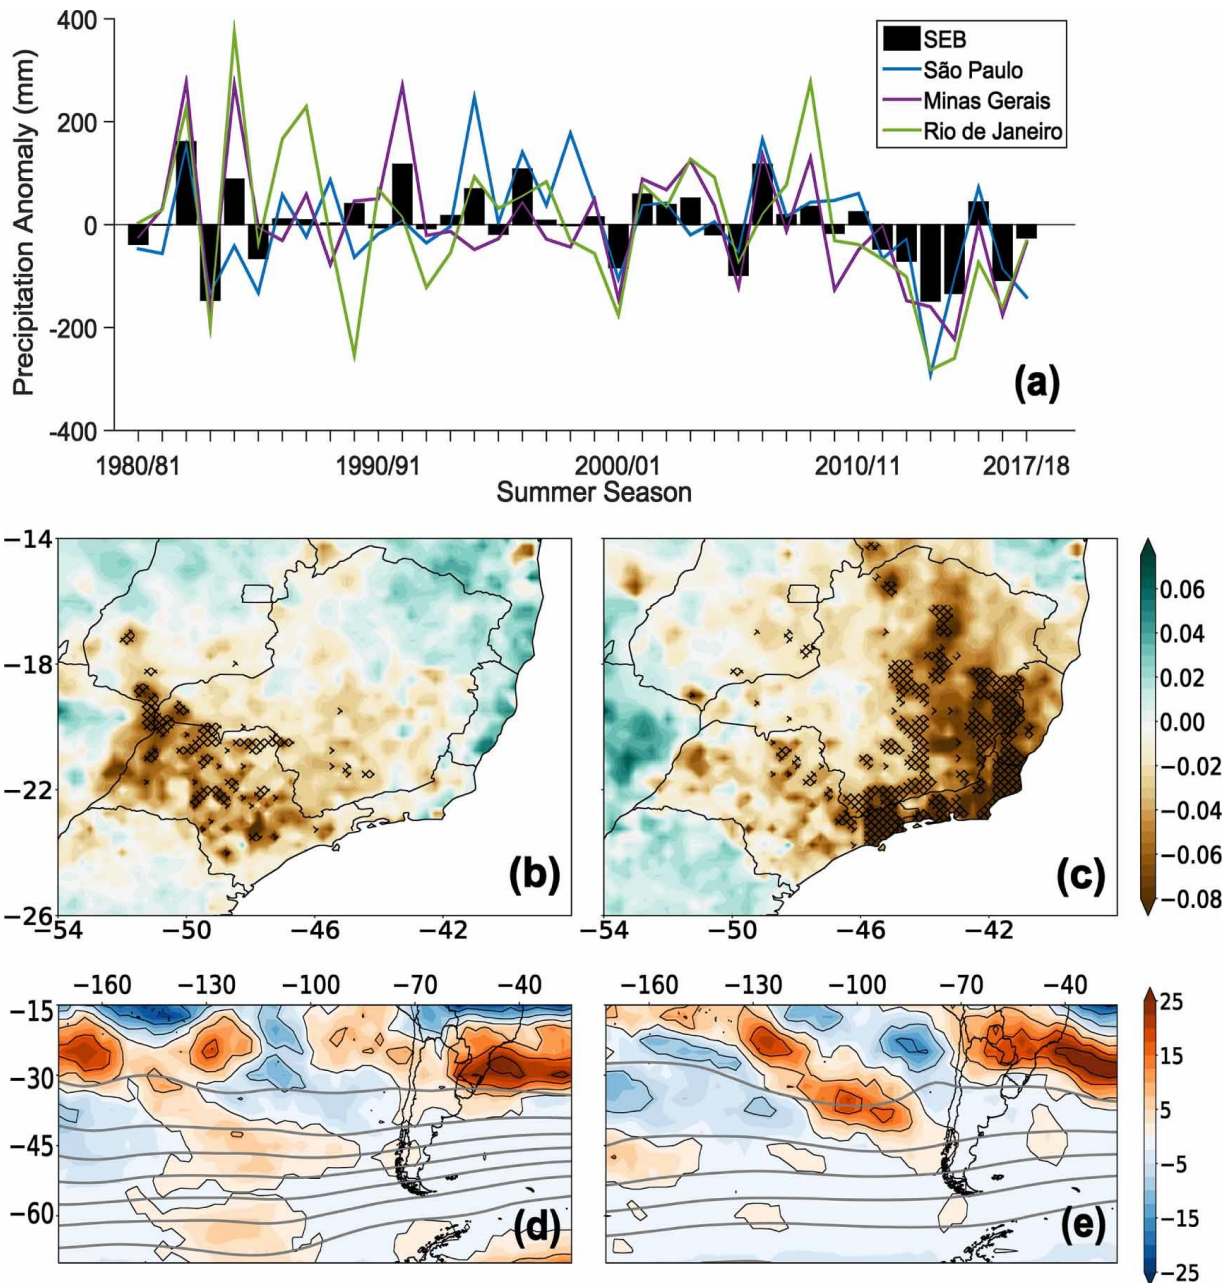 400
200
0
-200
-400
Precipitation Anomaly (mm)
SEB
São Paulo
Minas Gerais
Rio de Janeiro
(a)
1980/81 1990/91 2000/01 2010/11 2017/18
Summer Season
−14
−18
−22
−26
−54 −50 −46 −42
(b)
−54 −50 −46 −42
(c)
0.06
0.04
0.02
0.00
−0.02
−0.04
−0.06
−0.08
−160 −130 −100 −70 −40
−15
−30
−45
−60
(d)
−160 −130 −100 −70 −40
(e)
25
15
5
−5
−15
−25